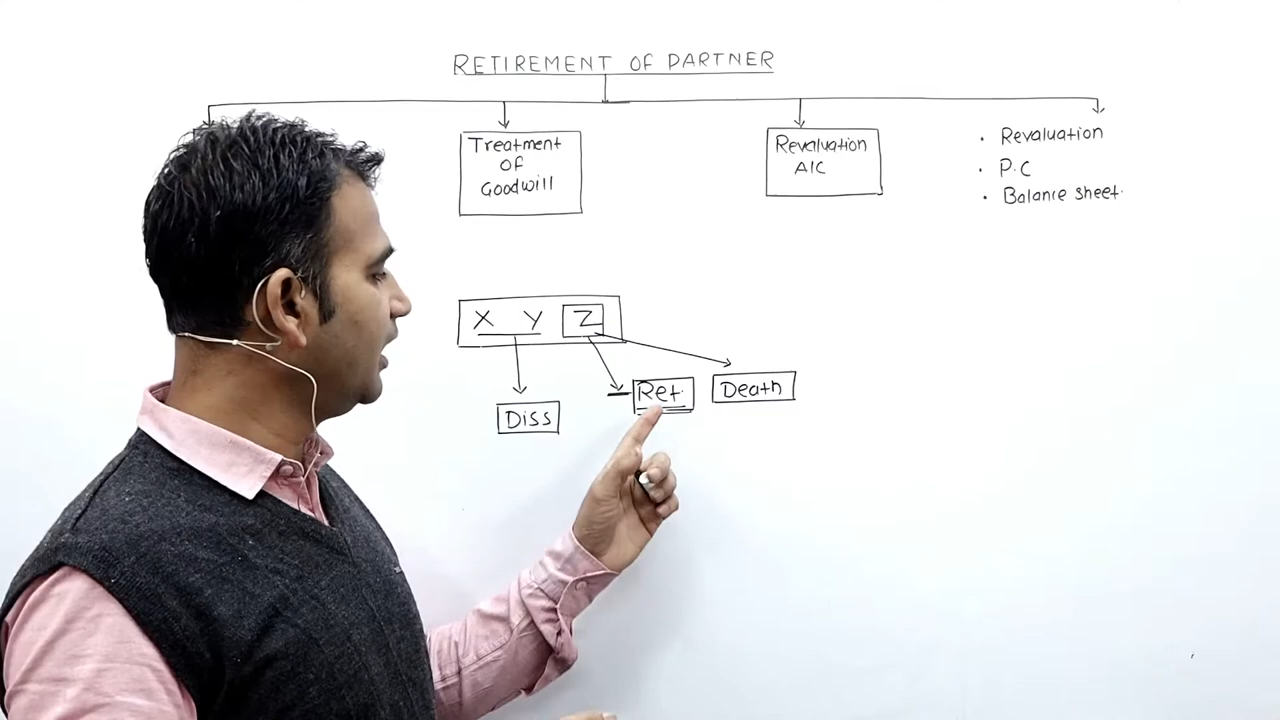 RETIREMENT OF PARTNER
Treatment
OF
Goodwill
Revaluation
A/C
• Revaluation
• P.C
• Balance sheet.
X Y Z
Ret.
Death
Diss